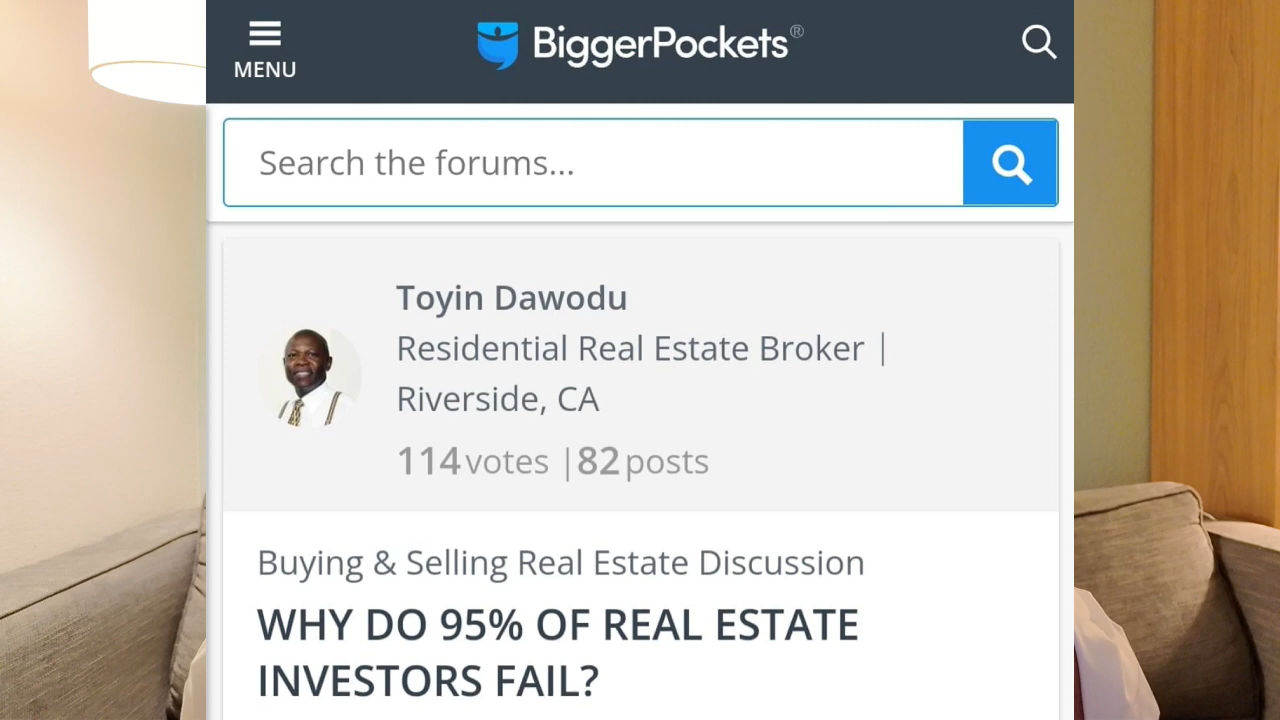 MENU
BiggerPockets®
Search the forums...
Toyin Dawodu
Residential Real Estate Broker |
Riverside, CA
114 votes | 82 posts
Buying & Selling Real Estate Discussion
WHY DO 95% OF REAL ESTATE
INVESTORS FAIL?